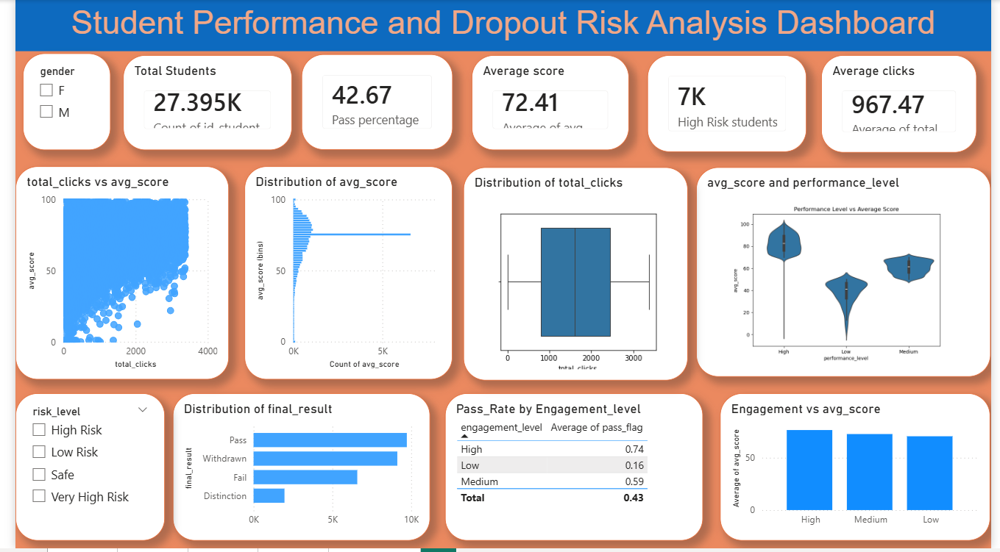 Student Performance and Dropout Risk Analysis Dashboard
gender
F
M
Total Students
27.395K
Count of id_student
42.67
Pass percentage
Average score
72.41
Average of avg
7K
High Risk students
Average clicks
967.47
Average of total
total_clicks vs avg_score
100
50
0
avg_score
0
2000
4000
total_clicks
Distribution of avg_score
100
50
0
avg_score (bins)
0K
5K
Count of avg_score
Distribution of total_clicks
0
1000
2000
3000
total_clicks
avg_score and performance_level
Performance Level vs Average Score
100
80
60
40
20
0
avg_score
High
Low
Medium
performance_level
risk_level
High Risk
Low Risk
Safe
Very High Risk
Distribution of final_result
final_result
Pass
Withdrawn
Fail
Distinction
0K
5K
10K
Pass_Rate by Engagement_level
engagement_level Average of pass_flag
High 0.74
Low 0.16
Medium 0.59
Total 0.43
Engagement vs avg_score
Average of avg_score
50
0
High
Medium
Low